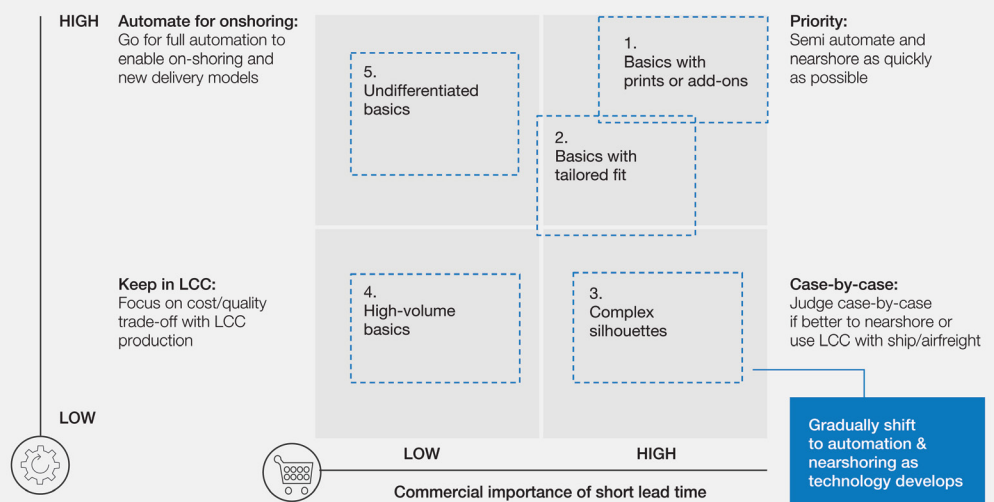 HIGH
Automate for onshoring:
Go for full automation to
enable on-shoring and
new delivery models
5.
Undifferentiated
basics
1.
Basics with
prints or add-ons
2.
Basics with
tailored fit
Priority:
Semi automate and
nearshore as quickly
as possible
Keep in LCC:
Focus on cost/quality
trade-off with LCC
production
4.
High-volume
basics
3.
Complex
silhouettes
Case-by-case:
Judge case-by-case
if better to nearshore or
use LCC with ship/airfreight
LOW
Gradually shift
to automation &
nearshoring as
technology develops
LOW
HIGH
Commercial importance of short lead time